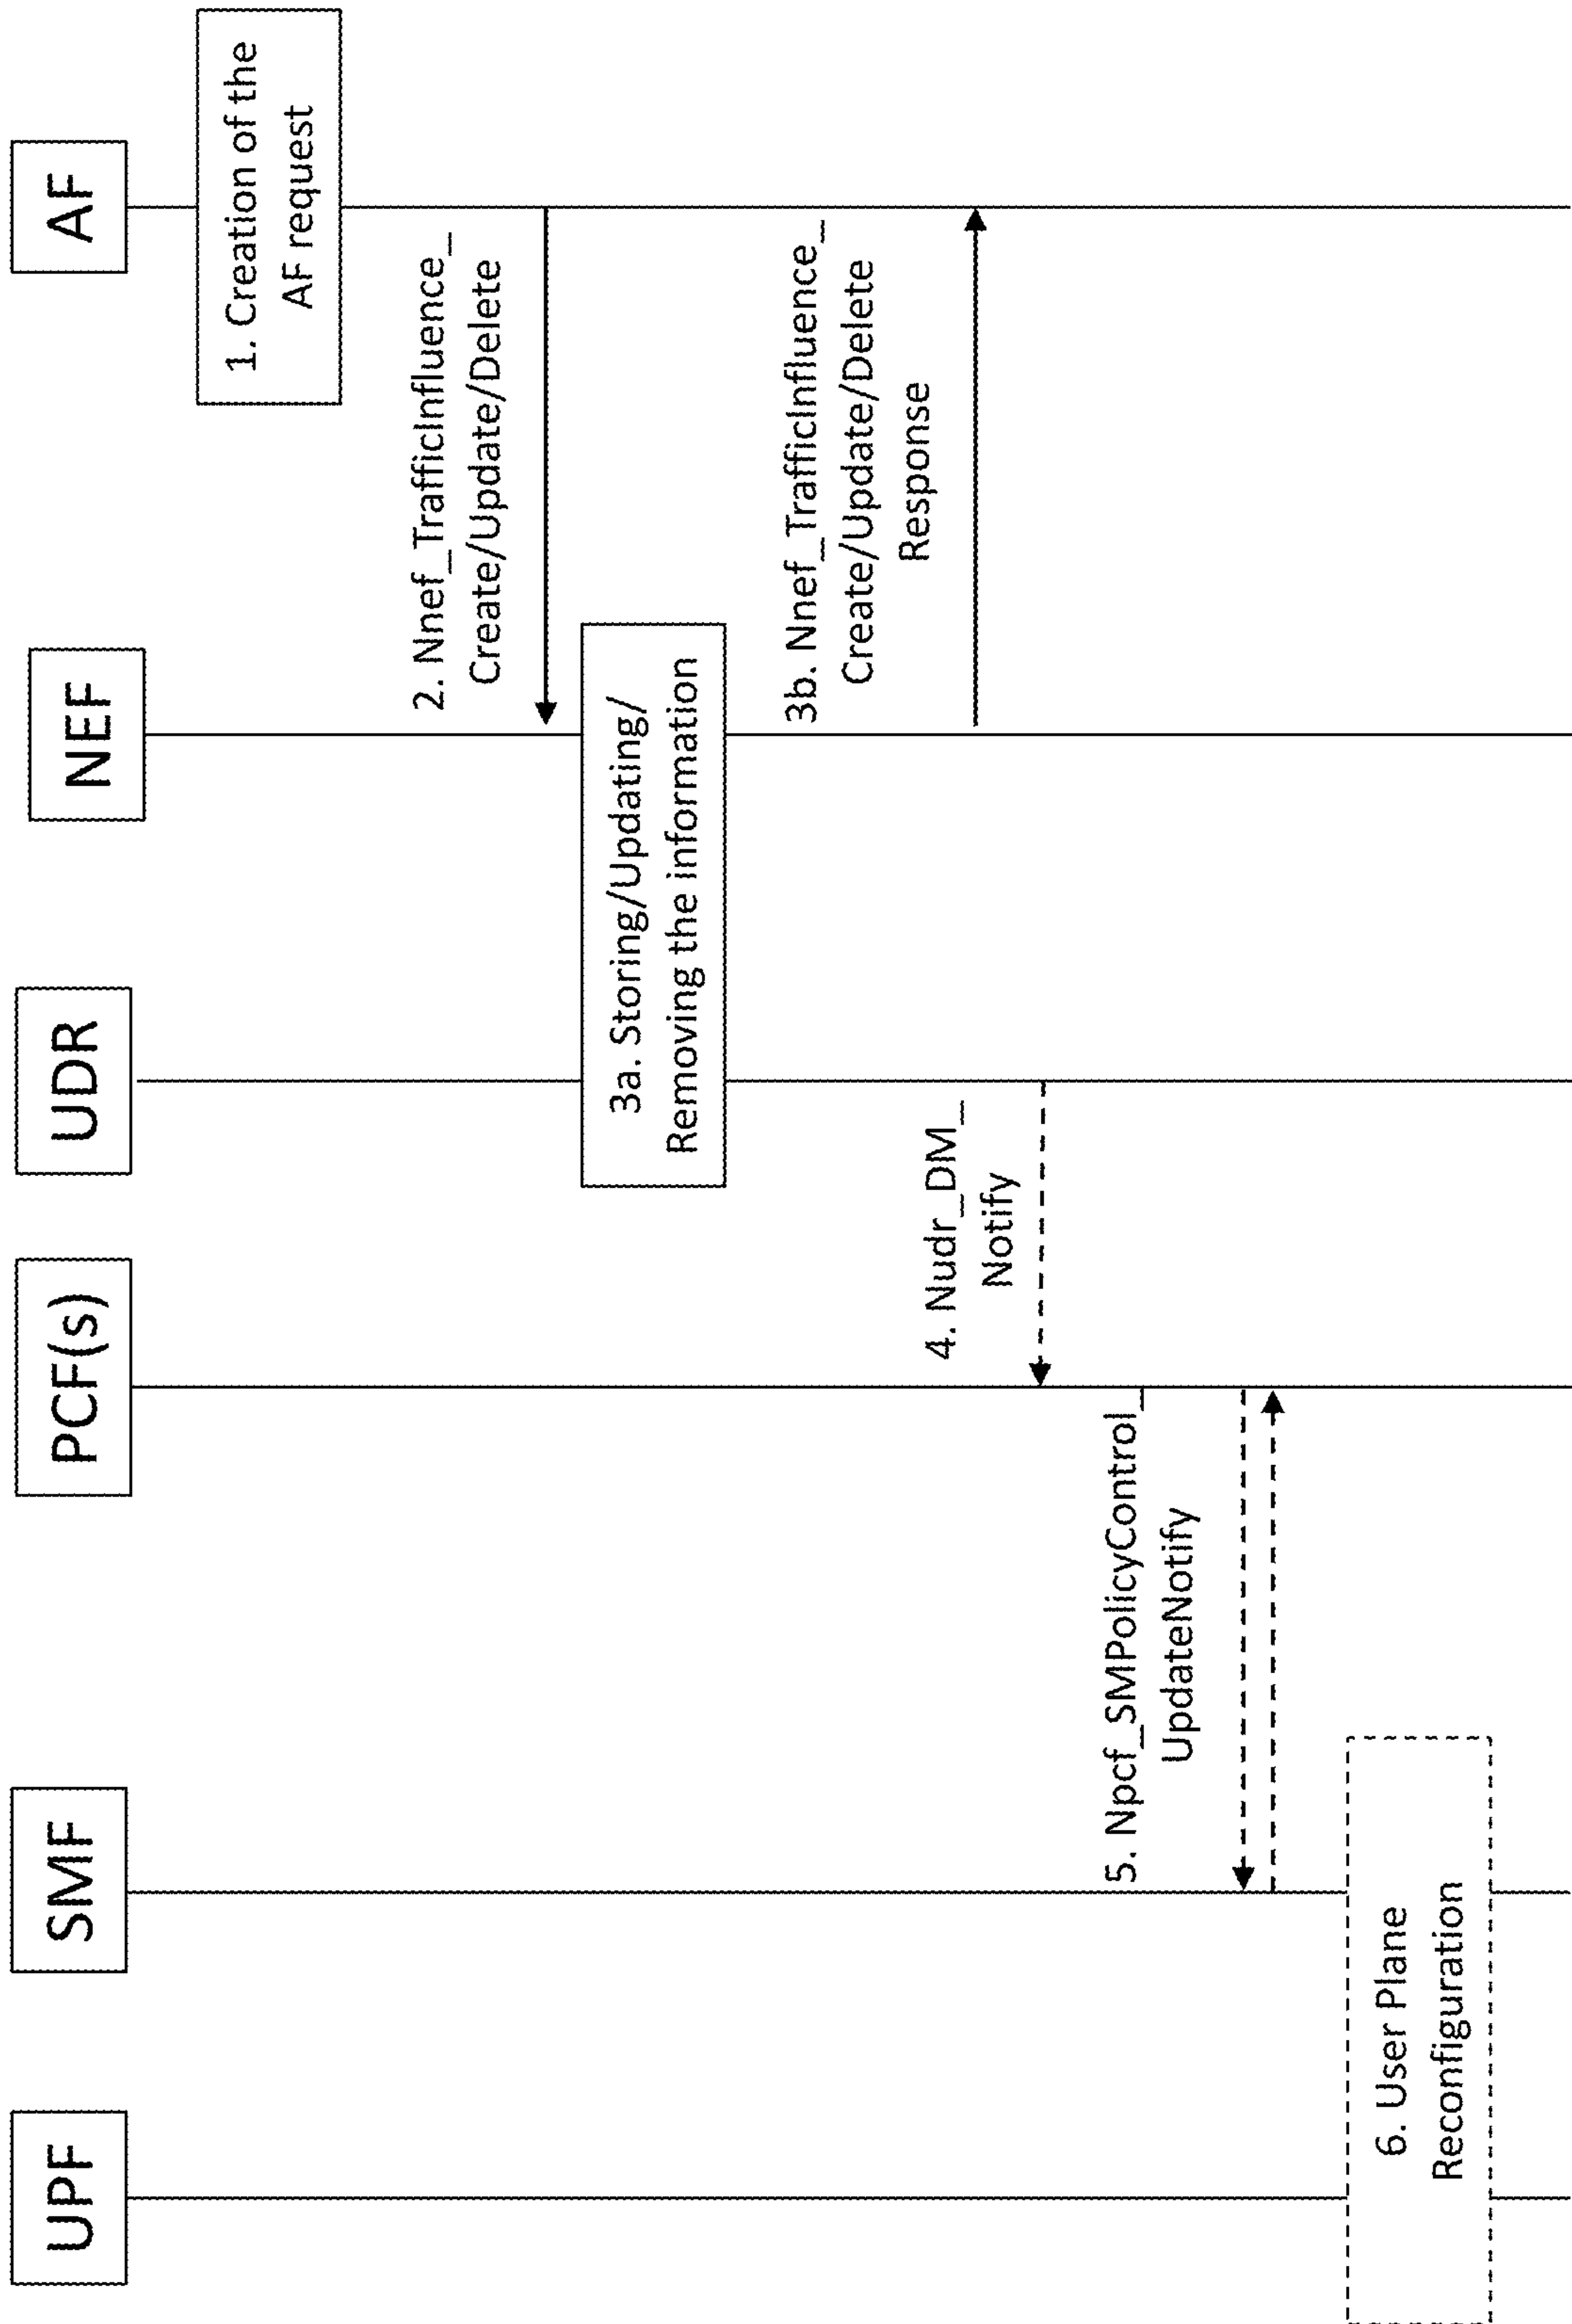 UPF
SMF
PCF(s)
UDR
NEF
AF
1. Creation of the
AF request
2. Nnef_TrafficInfluence_
Create/Update/Delete
3a. Storing/Updating/
Removing the information
3b. Nnef_TrafficInfluence_
Create/Update/Delete
Response
4. Nudr_DM_
Notify
5. Npcf_SMPolicyControl_
UpdateNotify
6. User Plane
Reconfiguration